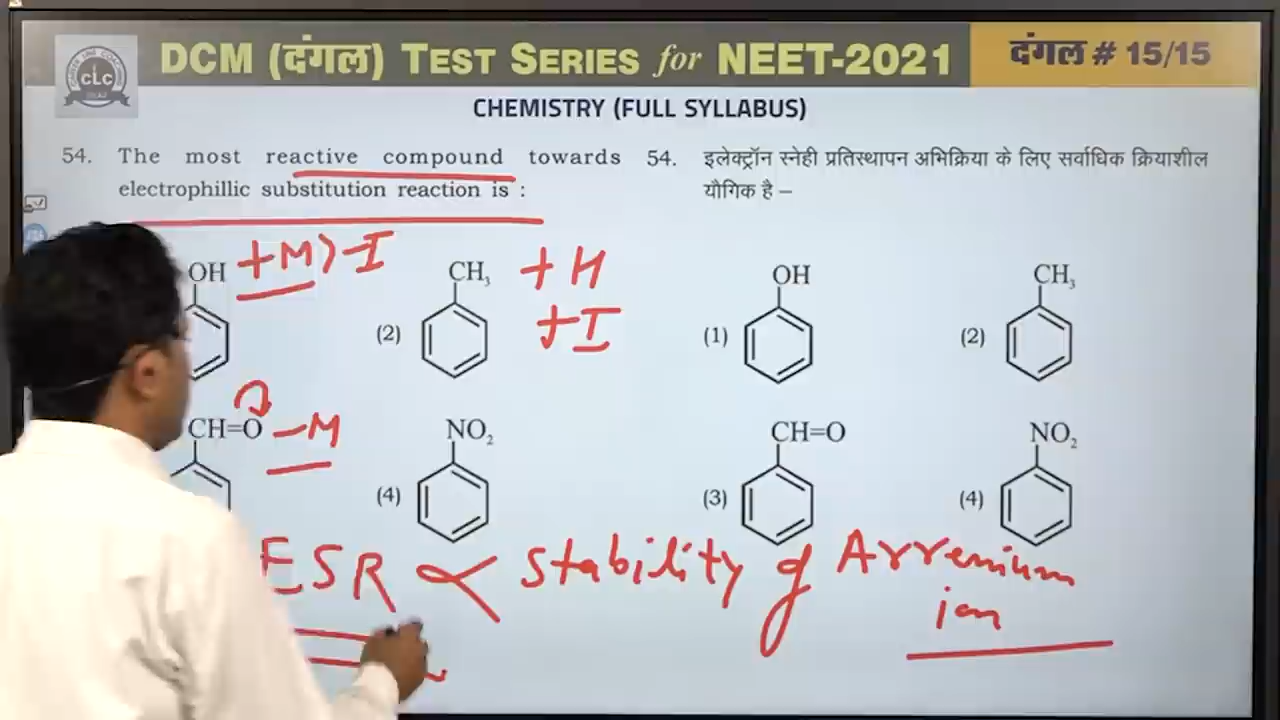 CLC
DCM (दंगल) TEST SERIES for NEET-2021
दंगल # 15/15
CHEMISTRY (FULL SYLLABUS)
54. The most reactive compound towards
electrophillic substitution reaction is :
OH +M>-I
(2) CH3 +H
+I
CH=O -M
(4) NO2
54. इलेक्ट्रॉन स्नेही प्रतिस्थापन अभिक्रिया के लिए सर्वाधिक क्रियाशील
यौगिक है –
(1) OH
(2) CH3
(3) CH=O
(4) NO2
ESR ∝ Stability of Arrenium
ion